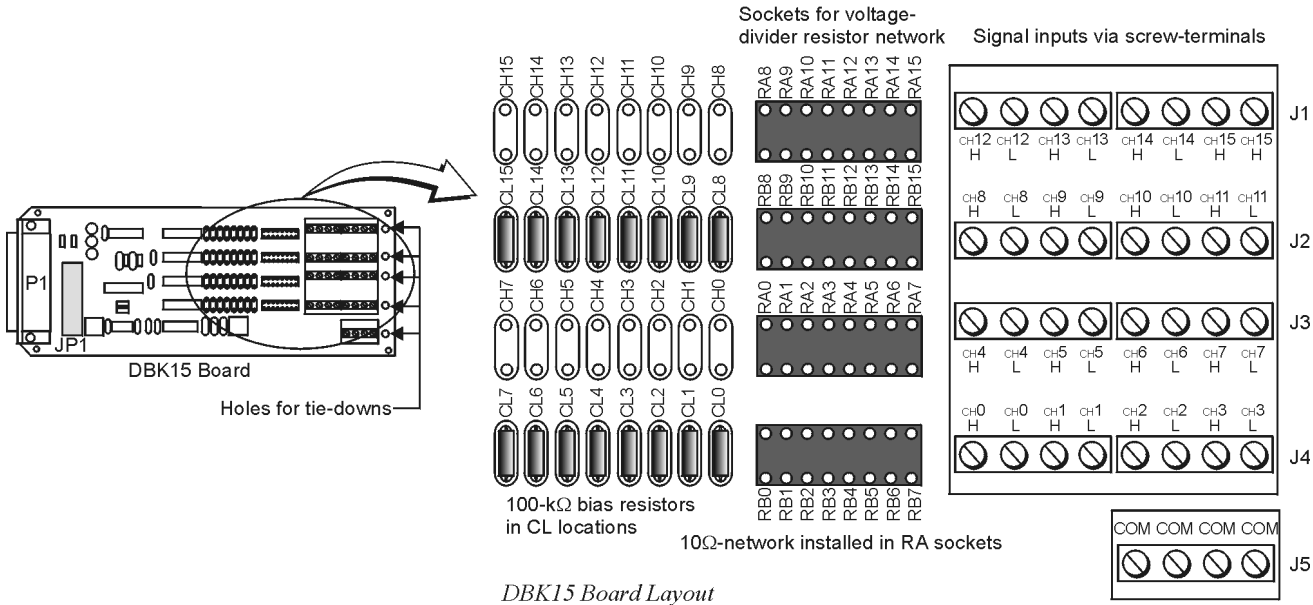 Sockets for voltage-
divider resistor network
Signal inputs via screw-terminals
CH15 CH14 CH13 CH12 CH11 CH10 CH9 CH8
RA8 RA9 RA10 RA11 RA12 RA13 RA14 RA15
J1
CH12 CH12 CH13 CH13 CH14 CH14 CH15 CH15
H L H L H L H H
CL15 CL14 CL13 CL12 CL11 CL10 CL9 CL8
RB8 RB9 RB10 RB11 RB12 RB13 RB14 RB15
CH8 CH8 CH9 CH9 CH10 CH10 CH11 CH11
H L H L H L H L
J2
P1
JP1
DBK15 Board
Holes for tie-downs
CH7 CH6 CH5 CH4 CH3 CH2 CH1 CH0
RA0 RA1 RA2 RA3 RA4 RA5 RA6 RA7
J3
CH4 CH4 CH5 CH5 CH6 CH6 CH7 CH7
H L H L H L H L
CL7 CL6 CL5 CL4 CL3 CL2 CL1 CL0
CH0 CH0 CH1 CH1 CH2 CH2 CH3 CH3
H L H L H L H L
J4
RB0 RB1 RB2 RB3 RB4 RB5 RB6 RB7
100-kΩ bias resistors
in CL locations
10Ω-network installed in RA sockets
COM COM COM COM
J5
DBK15 Board Layout